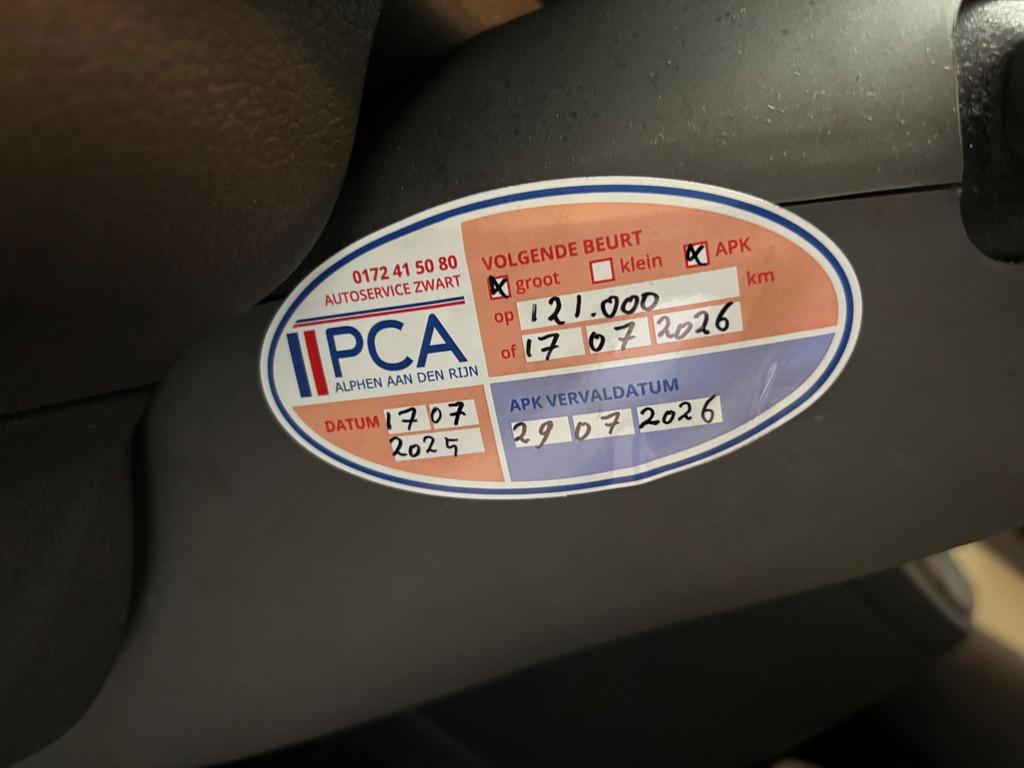 0172 41 50 80
AUTOSERVICE ZWART
PCA
ALPHEN AAN DEN RIJN
VOLGENDE BEURT
groot klein APK
op 121.000 km
of 17 07 2026
DATUM 17 07
2025
APK VERVALDATUM
29 07 2026